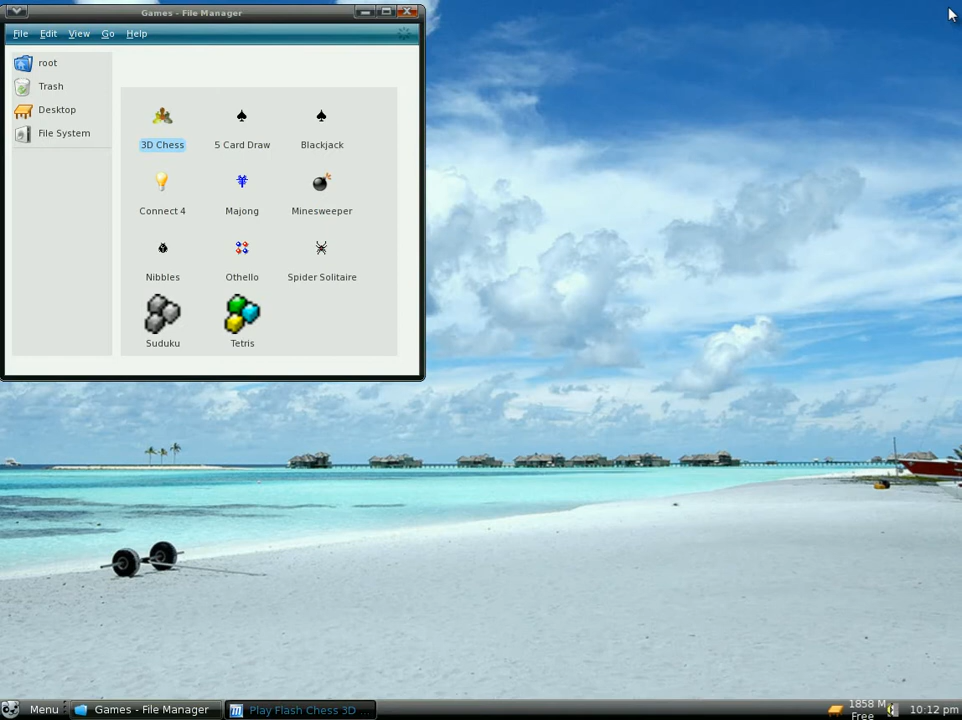 Games - File Manager
File Edit View Go Help
root
Trash
Desktop
File System
3D Chess 5 Card Draw Blackjack
Connect 4 Majong Minesweeper
Nibbles Othello Spider Solitaire
Suduku Tetris
Menu Games - File Manager Play Flash Chess 3D ... 1858 M Free 10:12 pm